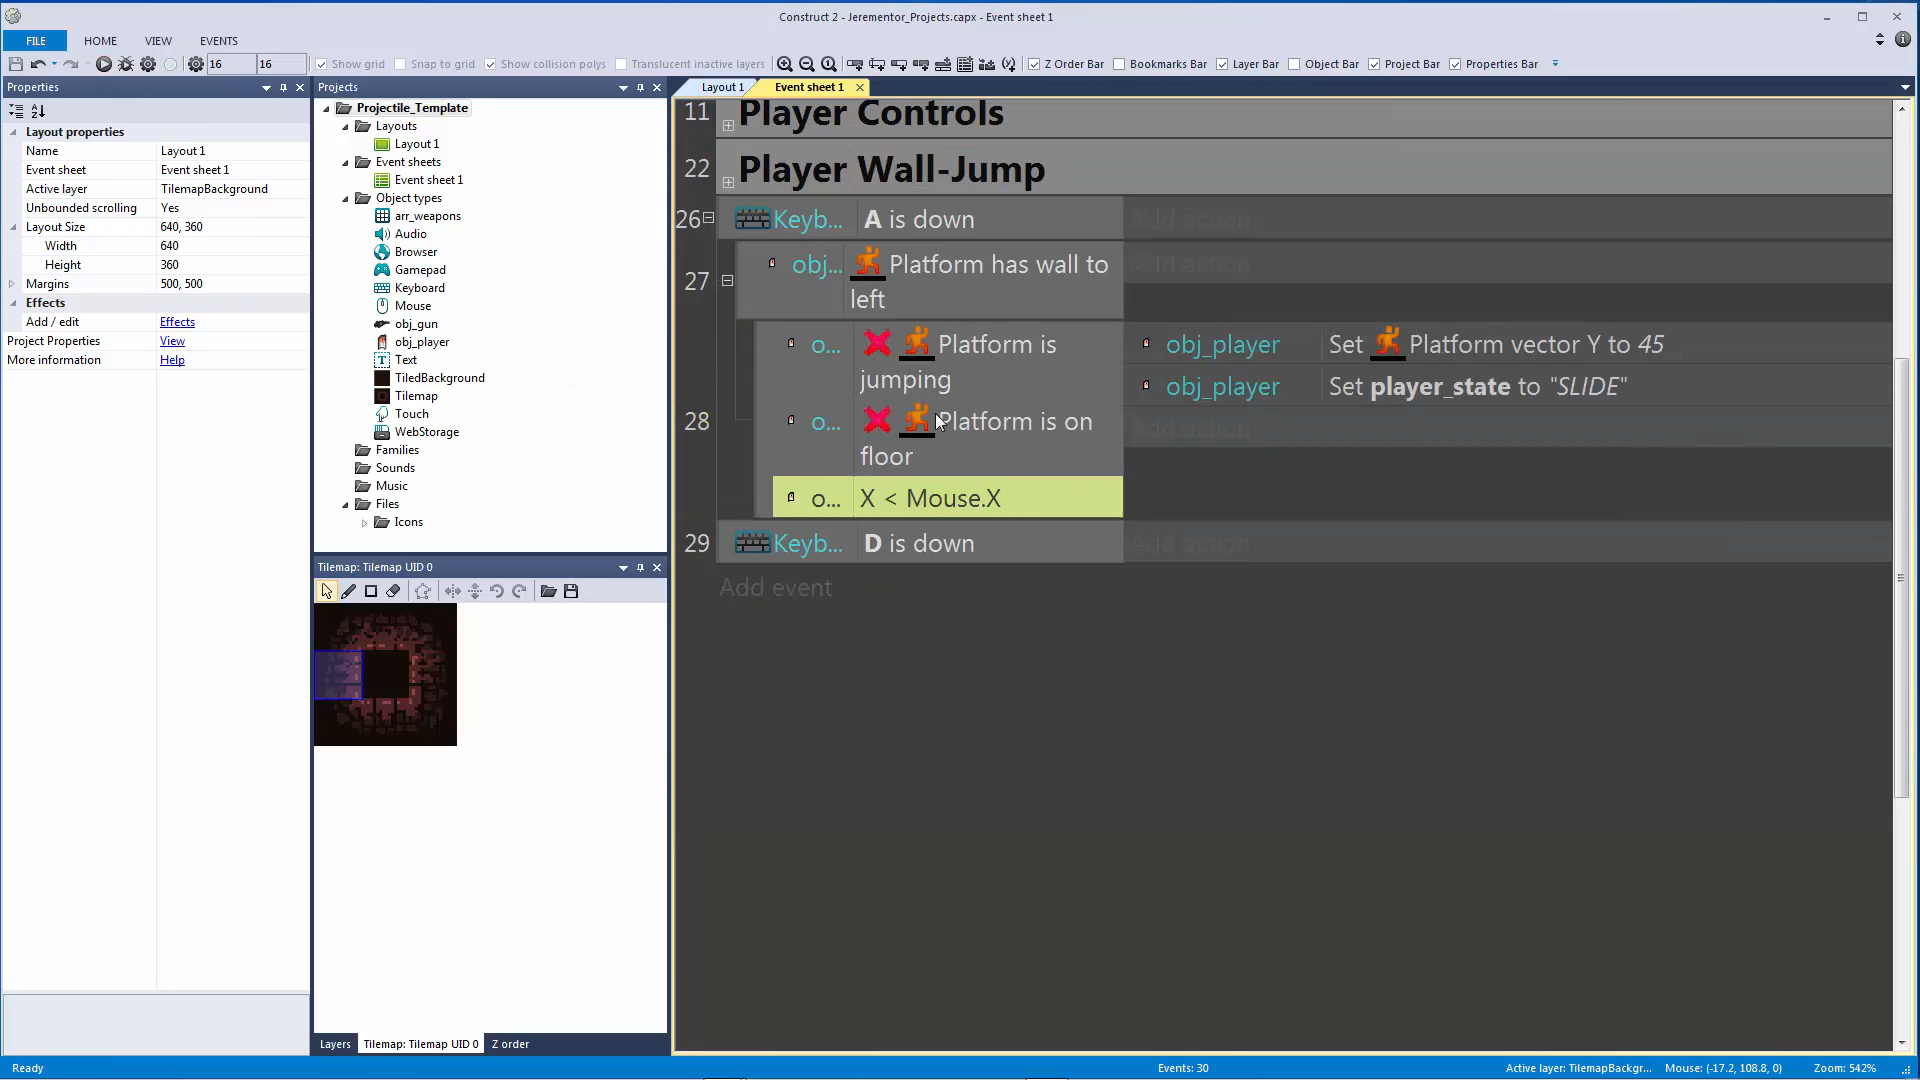 Construct 2 - Jerementor_Projects.capx - Event sheet 1
FILE HOME VIEW EVENTS
16 16 Show grid Snap to grid Show collision polys Translucent inactive layers Z Order Bar Bookmarks Bar Layer Bar Object Bar Project Bar Properties Bar
Properties
Layout properties
Name Layout 1
Event sheet Event sheet 1
Active layer TilemapBackground
Unbounded scrolling Yes
Layout Size 640, 360
Width 640
Height 360
Margins 500, 500
Effects
Add / edit Effects
Project Properties View
More information Help
Projects
Projectile_Template
Layouts
Layout 1
Event sheets
Event sheet 1
Object types
arr_weapons
Audio
Browser
Gamepad
Keyboard
Mouse
obj_gun
obj_player
Text
TiledBackground
Tilemap
Touch
WebStorage
Families
Sounds
Music
Files
Icons
Tilemap: Tilemap UID 0
Layers Tilemap: Tilemap UID 0 Z order
Layout 1 Event sheet 1
11 Player Controls
22 Player Wall-Jump
26 Keyb... A is down Add action
27 obj... Platform has wall to left Add action
28 o... Platform is jumping
o... Platform is on floor
o... X < Mouse.X
obj_player Set Platform vector Y to 45
obj_player Set player_state to "SLIDE"
Add action
29 Keyb... D is down Add action
Add event
Ready Events: 30 Active layer: TilemapBackgr... Mouse: (-17.2, 108.8, 0) Zoom: 542%